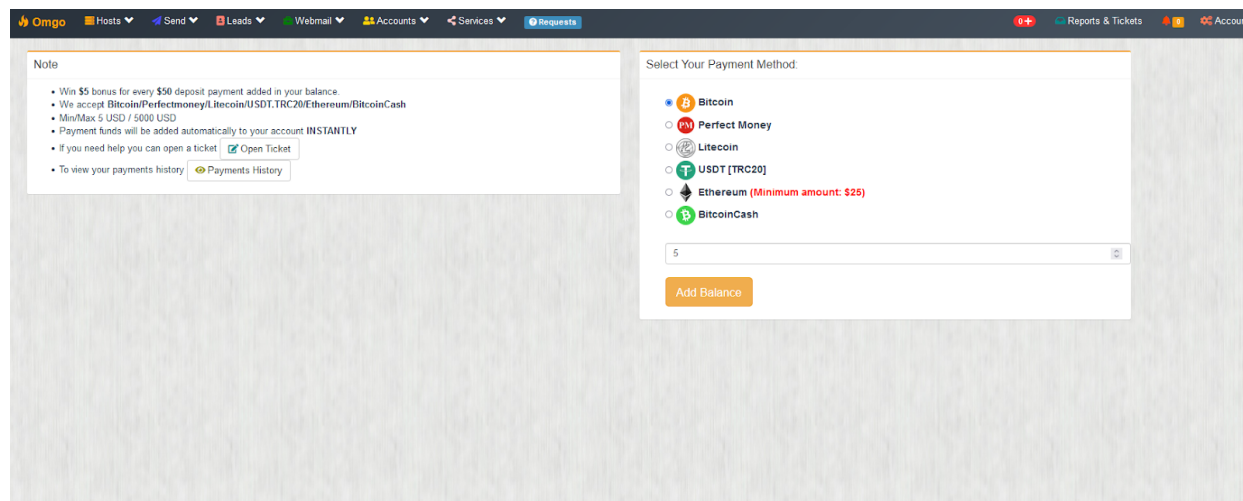 Omgo Hosts Send Leads Webmail Accounts Services Requests 0 Reports & Tickets 0 Accoun
Note
Win $5 bonus for every $50 deposit payment added in your balance.
We accept Bitcoin/Perfectmoney/Litecoin/USDT.TRC20/Ethereum/BitcoinCash
Min/Max 5 USD / 5000 USD
Payment funds will be added automatically to your account INSTANTLY
If you need help you can open a ticket Open Ticket
To view your payments history Payments History
Select Your Payment Method:
Bitcoin
PM Perfect Money
Litecoin
USDT [TRC20]
Ethereum (Minimum amount: $25)
BitcoinCash
5
Add Balance